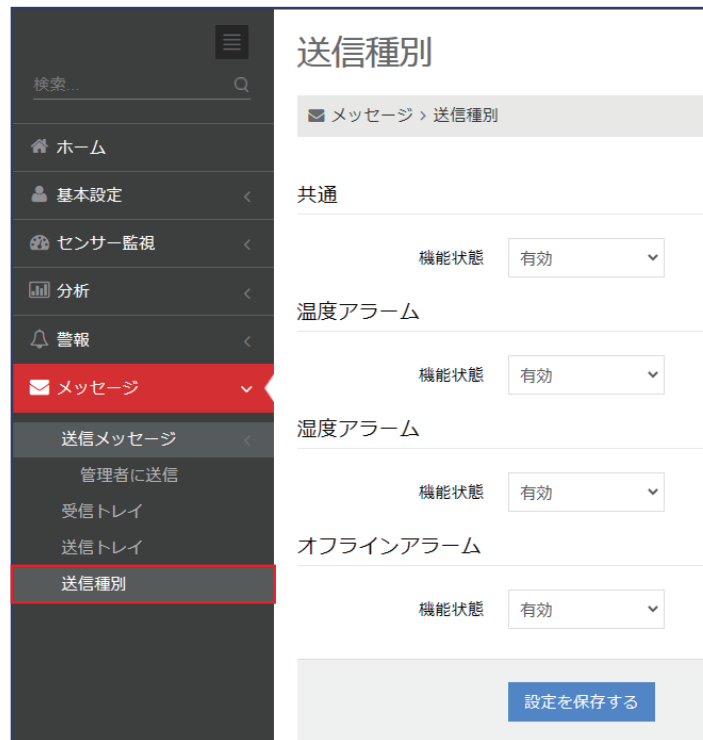 検索...
ホーム
基本設定
センサー監視
分析
警報
メッセージ
送信メッセージ
管理者に送信
受信トレイ
送信トレイ
送信種別
送信種別
メッセージ › 送信種別
共通
機能状態 有効
温度アラーム
機能状態 有効
湿度アラーム
機能状態 有効
オフラインアラーム
機能状態 有効
設定を保存する